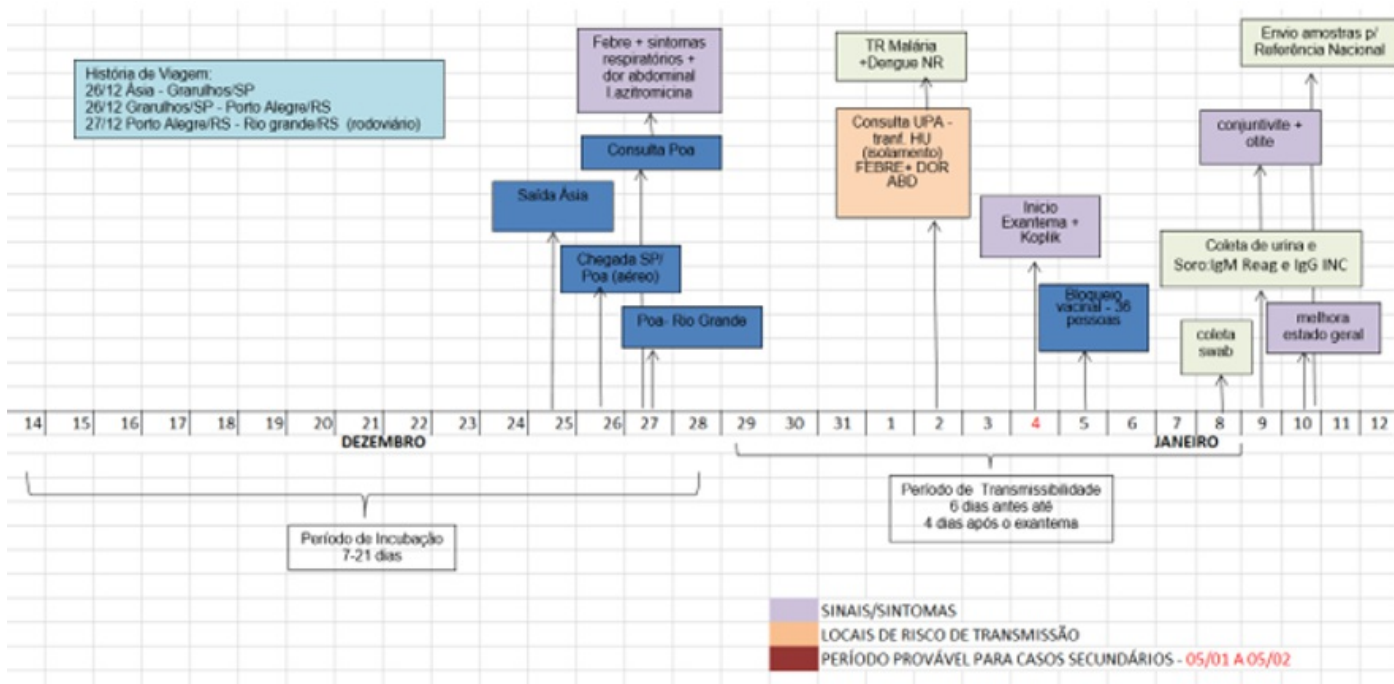 História de Viagem:
26/12 Ásia - Grarulhos/SP
26/12 Grarulhos/SP - Porto Alegre/RS
27/12 Porto Alegre/RS - Rio grande/RS (rodoviário)
Febre + sintomas
respiratórios +
dor abdominal
I.azitromicina
Consulta Poa
Saída Ásia
Chegada SP/
Poa (aéreo)
Poa- Rio Grande
TR Malária
+Dengue NR
Consulta UPA -
tranf. HU
(isolamento)
FEBRE+ DOR
ABD
Inicio
Exantema +
Koplik
Bloqueio
vacinal - 36
pessoas
Envio amostras p/
Referência Nacional
conjuntivite +
otite
Coleta de urina e
Soro:IgM Reag e IgG INC
coleta
swab
melhora
estado geral
14 15 16 17 18 19 20 21 22 23 24 25 26 27 28 29 30 31 1 2 3 4 5 6 7 8 9 10 11 12
DEZEMBRO JANEIRO
Período de Incubação
7-21 dias
Período de Transmissibilidade
6 dias antes até
4 dias após o exantema
SINAIS/SINTOMAS
LOCAIS DE RISCO DE TRANSMISSÃO
PERÍODO PROVÁVEL PARA CASOS SECUNDÁRIOS - 05/01 A 05/02